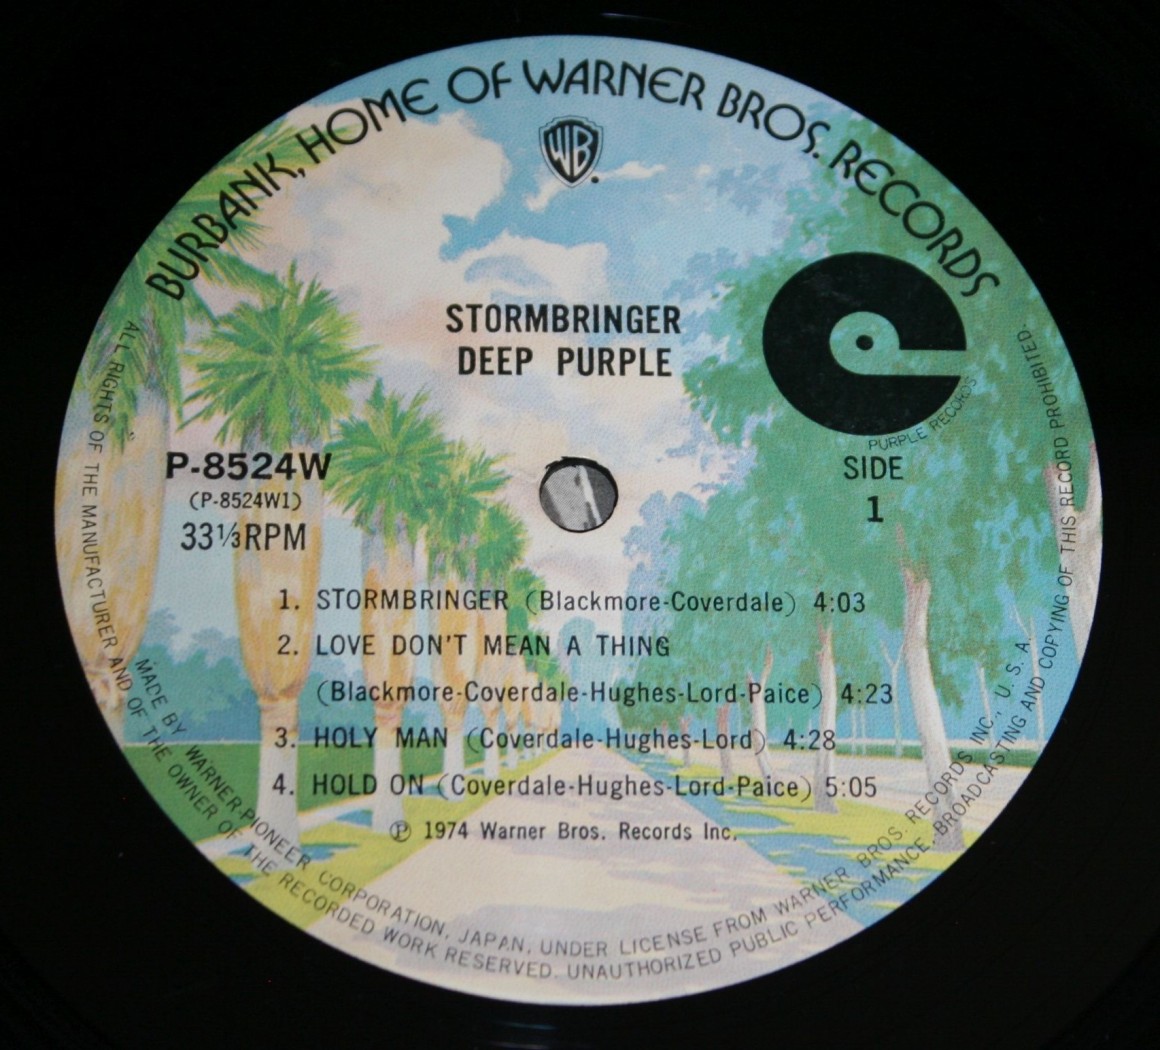 BURBANK, HOME OF WARNER BROS. RECORDS
WB
STORMBRINGER
DEEP PURPLE
PURPLE RECORDS
P-8524W
(P-8524W1)
33⅓RPM
SIDE
1
1. STORMBRINGER (Blackmore-Coverdale) 4:03
2. LOVE DON'T MEAN A THING
(Blackmore-Coverdale-Hughes-Lord-Paice) 4:23
3. HOLY MAN (Coverdale-Hughes-Lord) 4:28
4. HOLD ON (Coverdale-Hughes-Lord-Paice) 5:05
℗ 1974 Warner Bros. Records Inc.
MADE BY WARNER-PIONEER CORPORATION, JAPAN, UNDER LICENSE FROM WARNER BROS. RECORDS INC., U. S. A.
ALL RIGHTS OF THE MANUFACTURER AND OF THE OWNER OF THE RECORDED WORK RESERVED. UNAUTHORIZED PUBLIC PERFORMANCE, BROADCASTING AND COPYING OF THIS RECORD PROHIBITED.